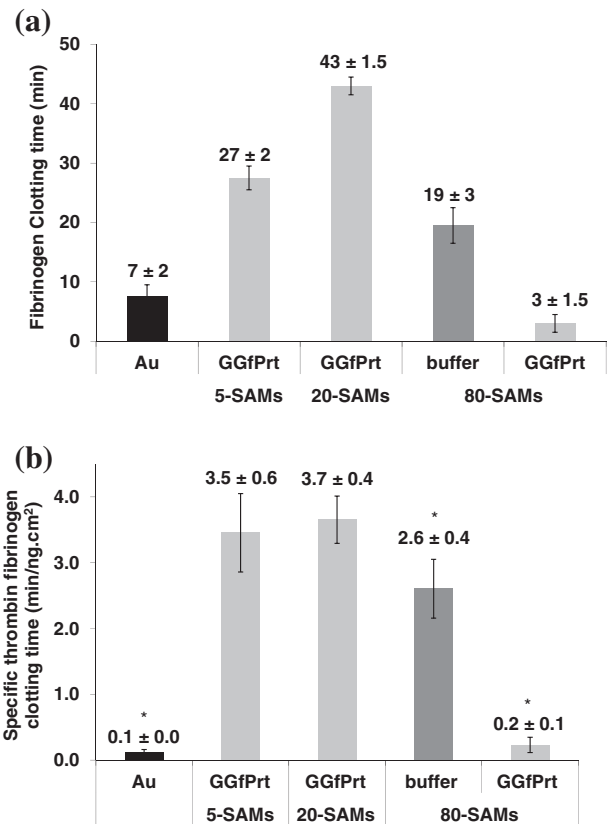 (a)
Fibrinogen Clotting time (min)
50
40
30
20
10
0
7 ± 2
27 ± 2
43 ± 1.5
19 ± 3
3 ± 1.5
Au GGfPrt GGfPrt buffer GGfPrt
5-SAMs 20-SAMs 80-SAMs
(b)
Specific thrombin fibrinogen
clotting time (min/ng.cm²)
4.0
3.0
2.0
1.0
0.0
*
0.1 ± 0.0
3.5 ± 0.6
3.7 ± 0.4
*
2.6 ± 0.4
*
0.2 ± 0.1
Au GGfPrt GGfPrt buffer GGfPrt
5-SAMs 20-SAMs 80-SAMs